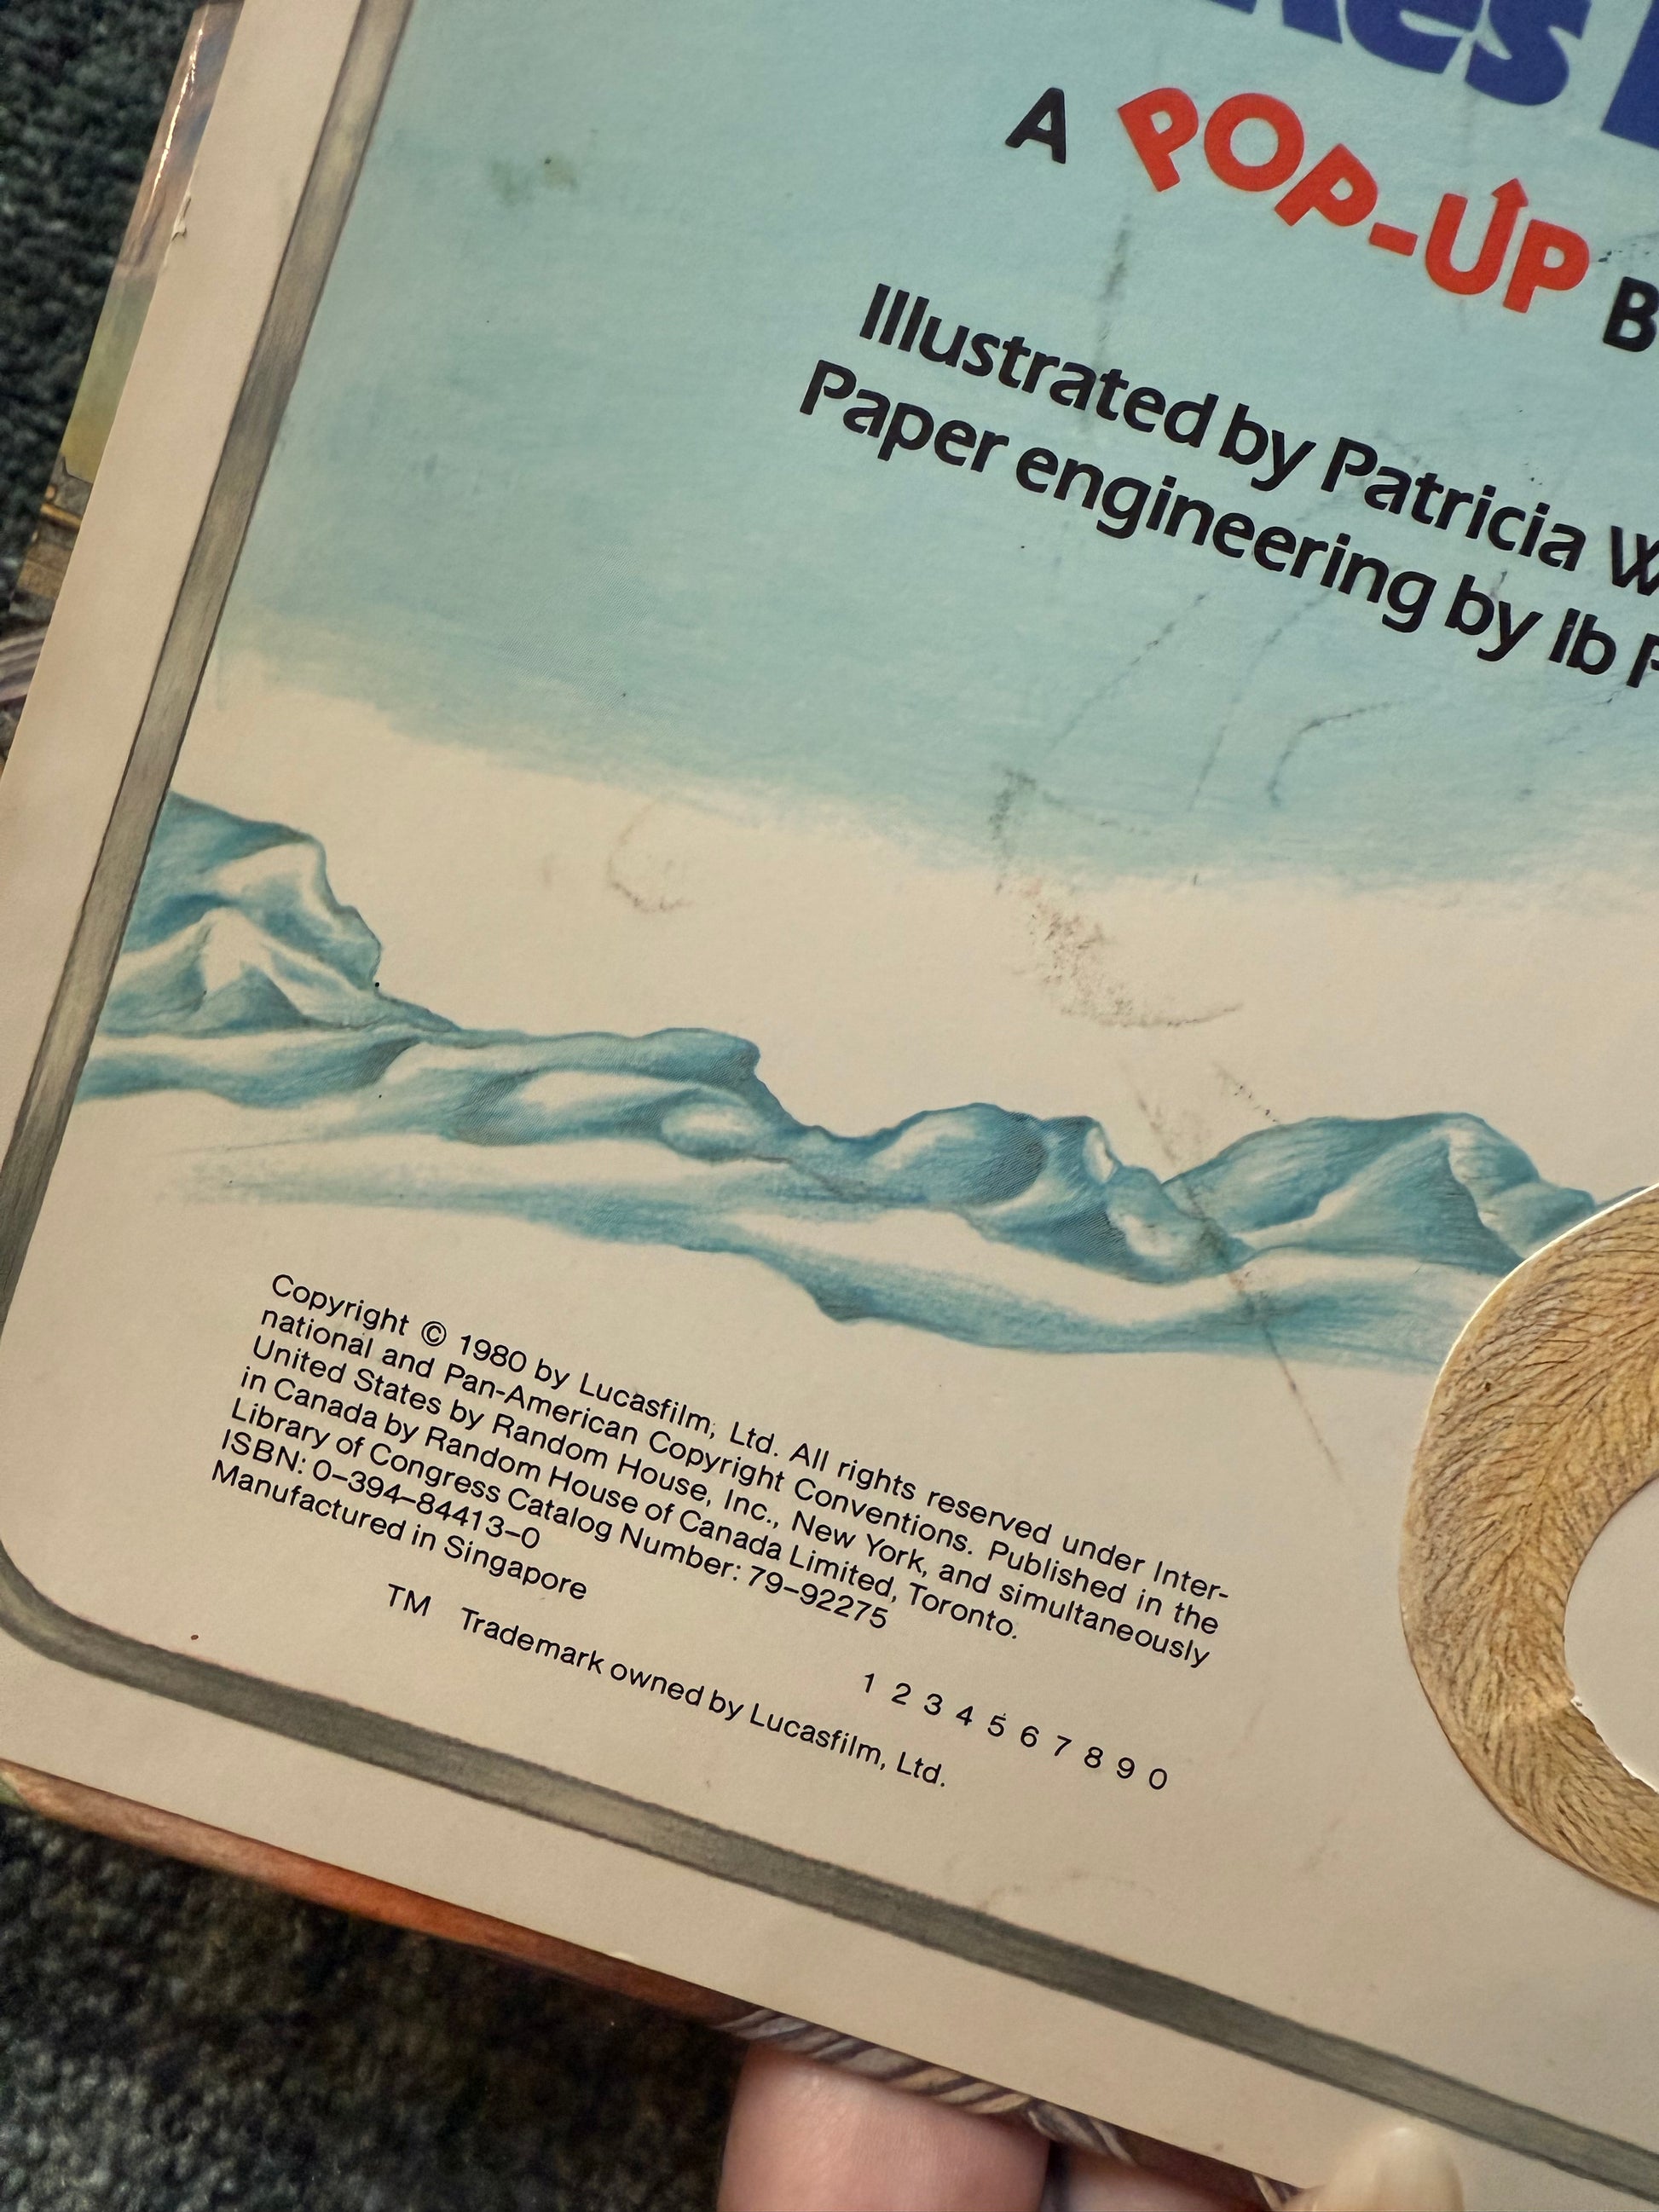 A POP-UP
Illustrated by Patricia
Paper engineering by Ib
Copyright © 1980 by Lucasfilm, Ltd. All rights reserved under Inter-
national and Pan-American Copyright Conventions. Published in the
United States by Random House, Inc., New York, and simultaneously
in Canada by Random House of Canada Limited, Toronto.
Library of Congress Catalog Number: 79–92275
ISBN: 0–394–84413–0
Manufactured in Singapore
1 2 3 4 5 6 7 8 9 0
TM Trademark owned by Lucasfilm, Ltd.